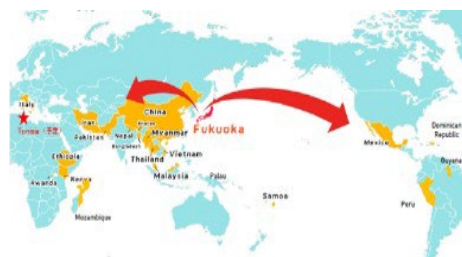 Italy
China
Iran
Tunisia (予定)
Bhutan
Fukuoka
Pakistan
Nepal
Myanmar
Bangladesh
Ethiopia
Thailand
Vietnam
Kenya
Malaysia
Palau
Rwanda
Mozambique
Samoa
Mexico
Dominican
Republic
Guyana
Peru